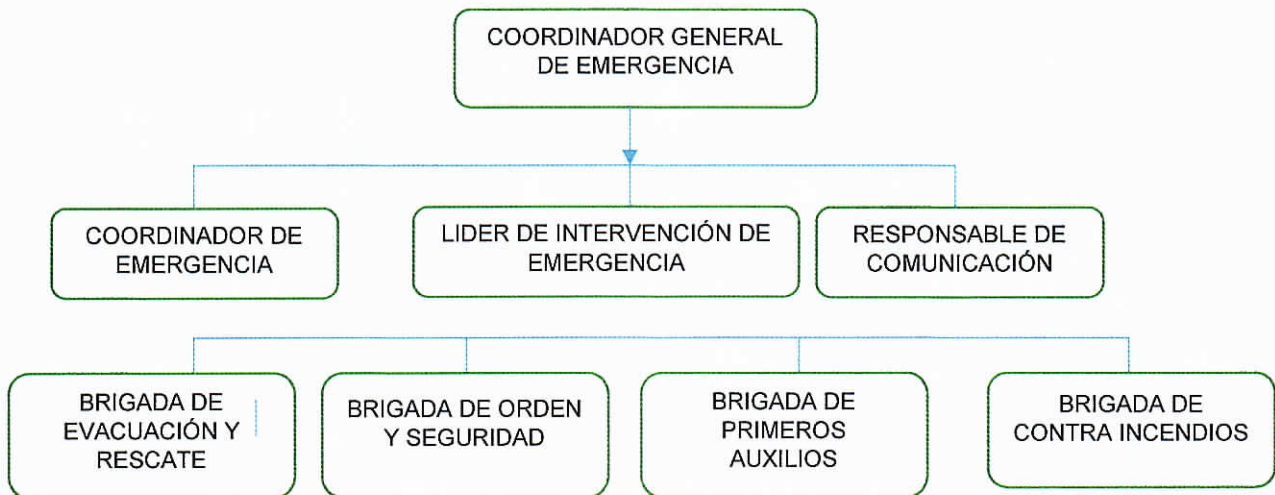 COORDINADOR GENERAL
DE EMERGENCIA
COORDINADOR DE
EMERGENCIA
LIDER DE INTERVENCIÓN DE
EMERGENCIA
RESPONSABLE DE
COMUNICACIÓN
BRIGADA DE
EVACUACIÓN Y
RESCATE
BRIGADA DE ORDEN
Y SEGURIDAD
BRIGADA DE
PRIMEROS
AUXILIOS
BRIGADA DE
CONTRA INCENDIOS